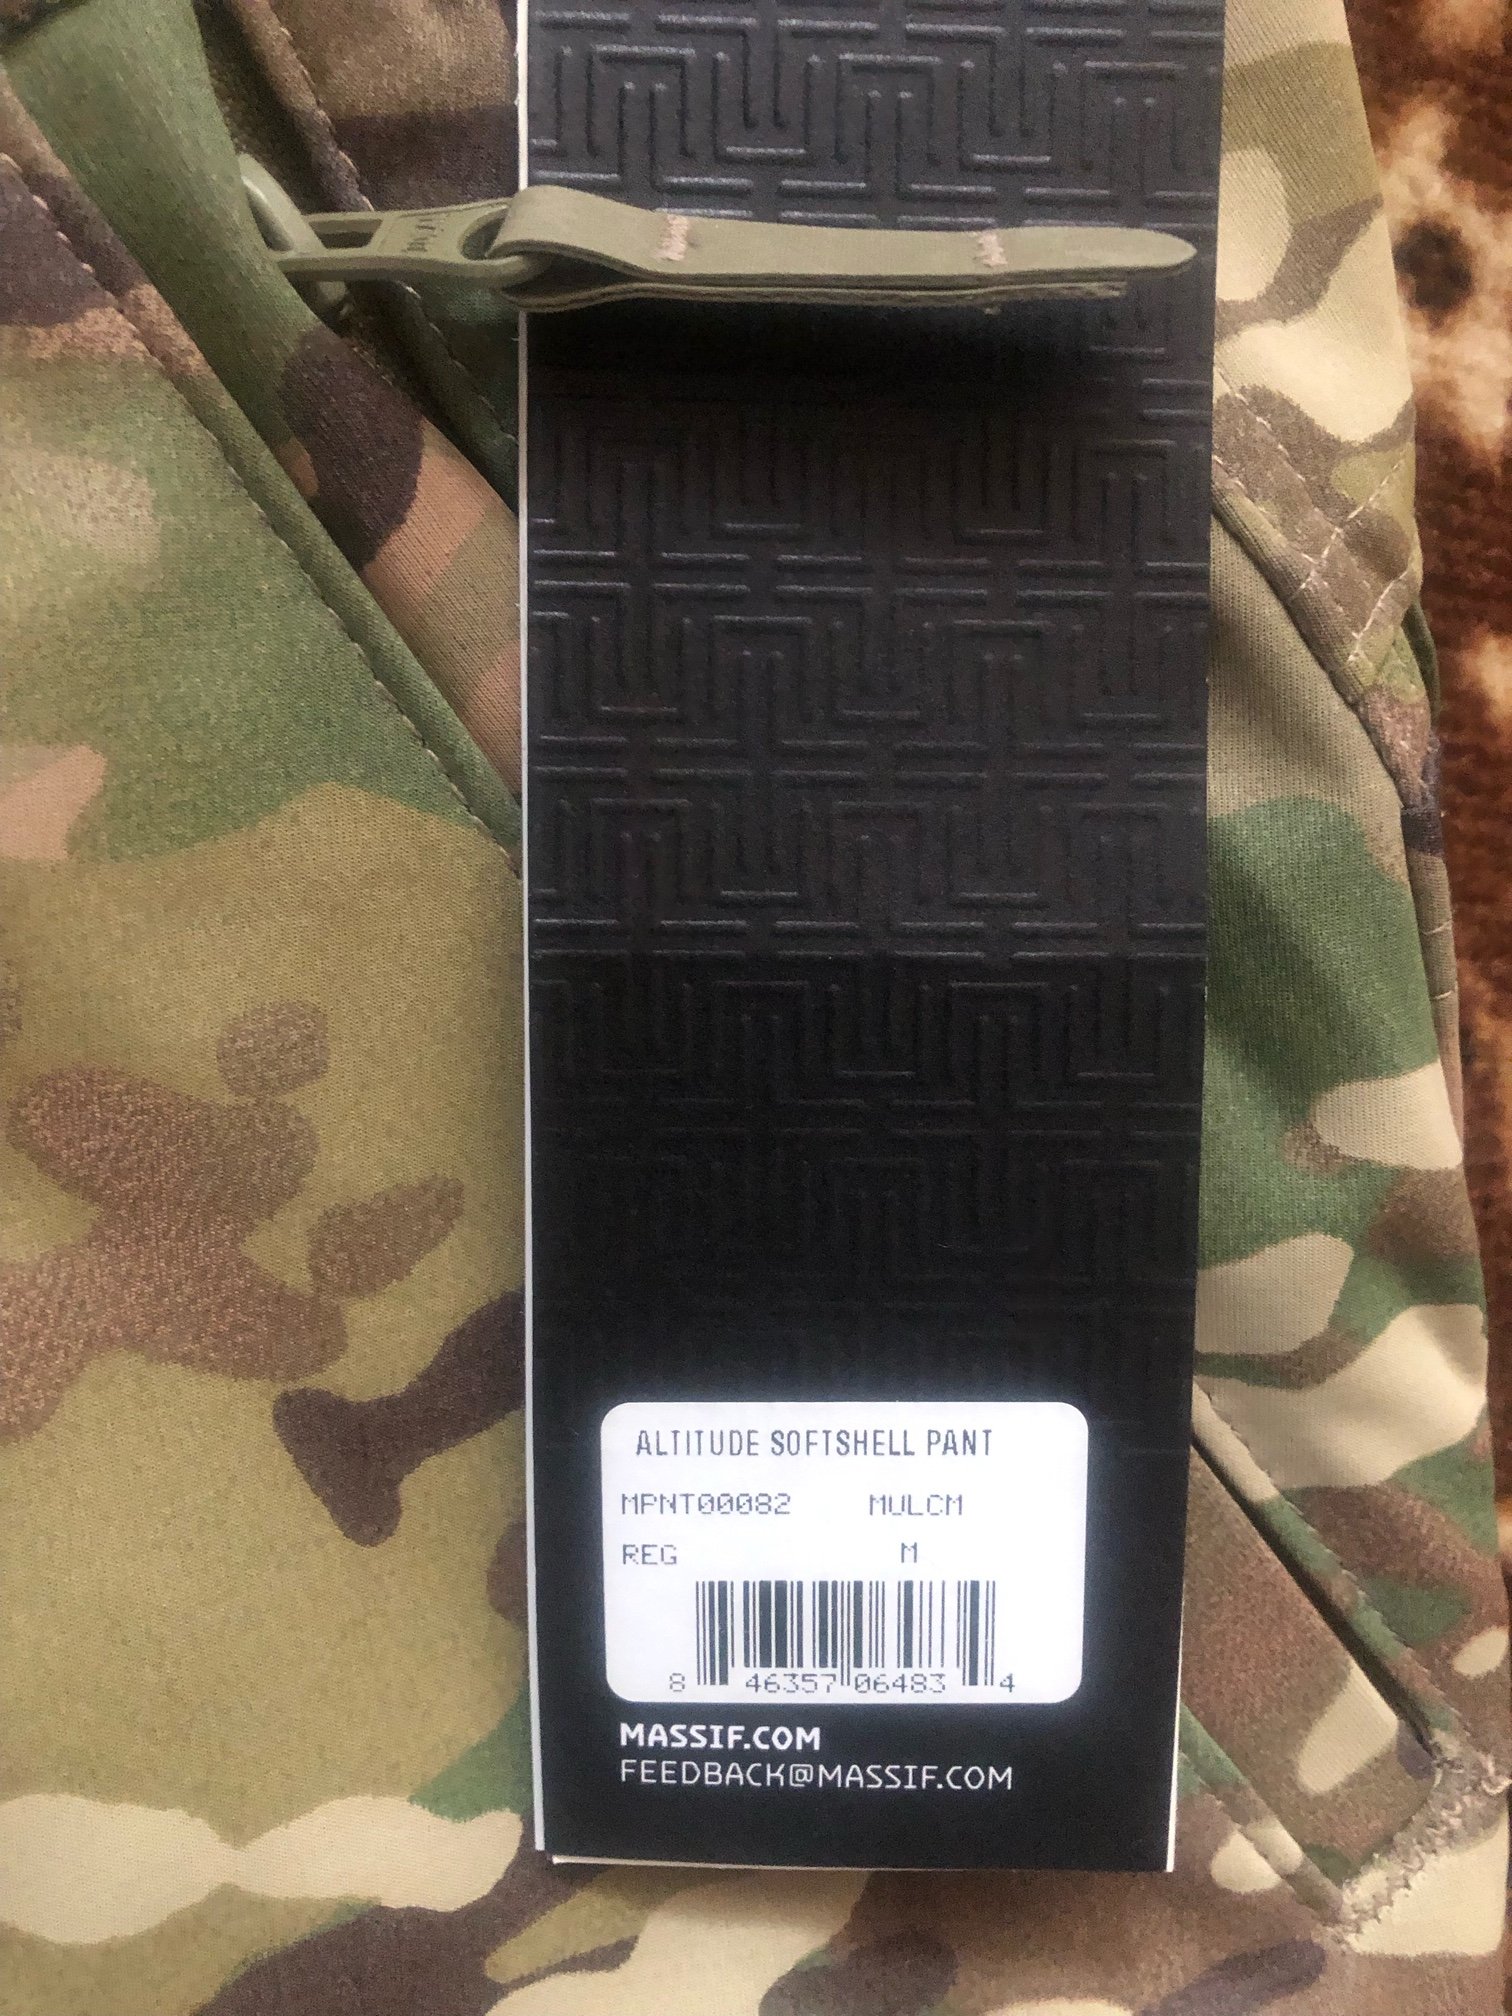 ALTITUDE SOFTSHELL PANT
MPNT00082 MULCM
REG M
8 46357 06483 4
MASSIF.COM
FEEDBACK@MASSIF.COM